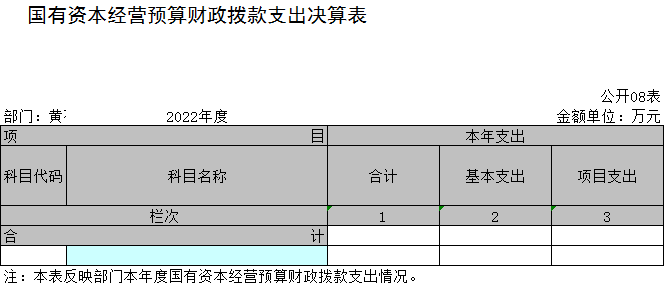 国有资本经营预算财政拨款支出决算表
公开08表
部门：黄 2022年度 金额单位：万元
项 目 本年支出
科目代码 科目名称 合计 基本支出 项目支出
栏次 1 2 3
合 计
注：本表反映部门本年度国有资本经营预算财政拨款支出情况。